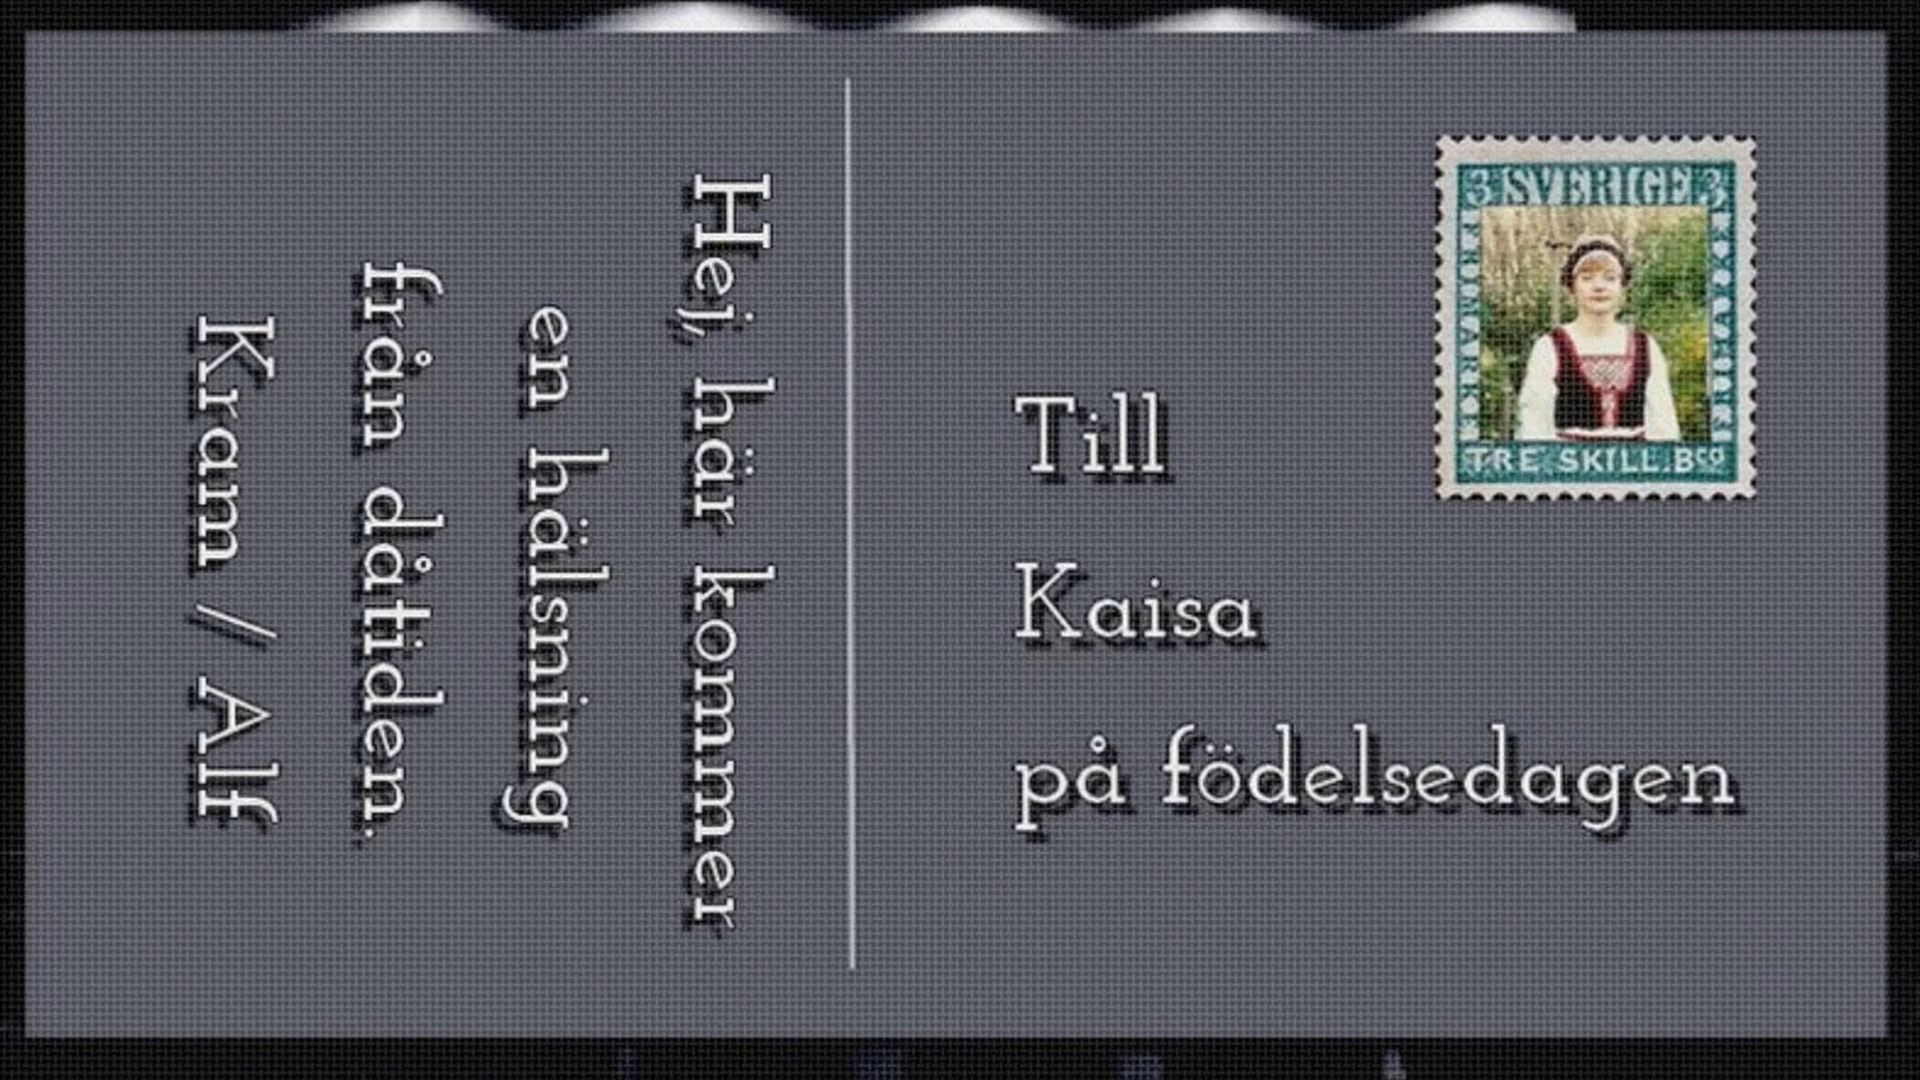 Hej, här kommer
en hälsning
från dåtiden.
Kram / Alf
Till
Kaisa
på födelsedagen
3 SVERIGE 3
FRIMÄRKE
TRE SKILL. Bco